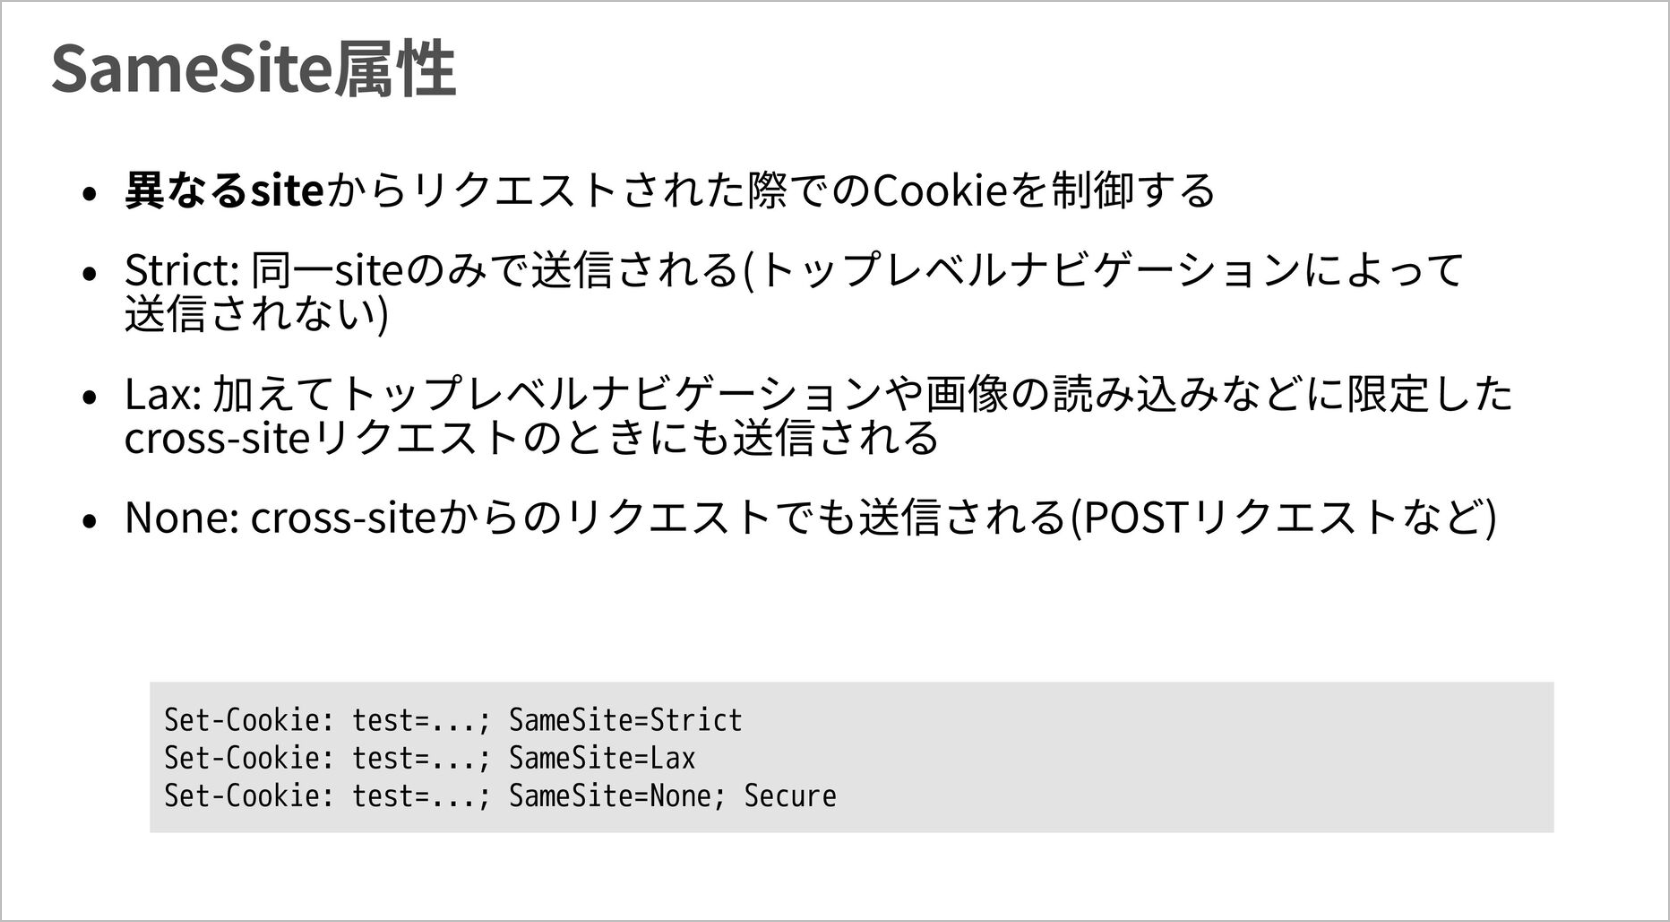 SameSite属性
• 異なるsiteからリクエストされた際でのCookieを制御する
• Strict: 同一siteのみで送信される(トップレベルナビゲーションによって
送信されない)
• Lax: 加えてトップレベルナビゲーションや画像の読み込みなどに限定した
cross-siteリクエストのときにも送信される
• None: cross-siteからのリクエストでも送信される(POSTリクエストなど)
Set-Cookie: test=...; SameSite=Strict
Set-Cookie: test=...; SameSite=Lax
Set-Cookie: test=...; SameSite=None; Secure